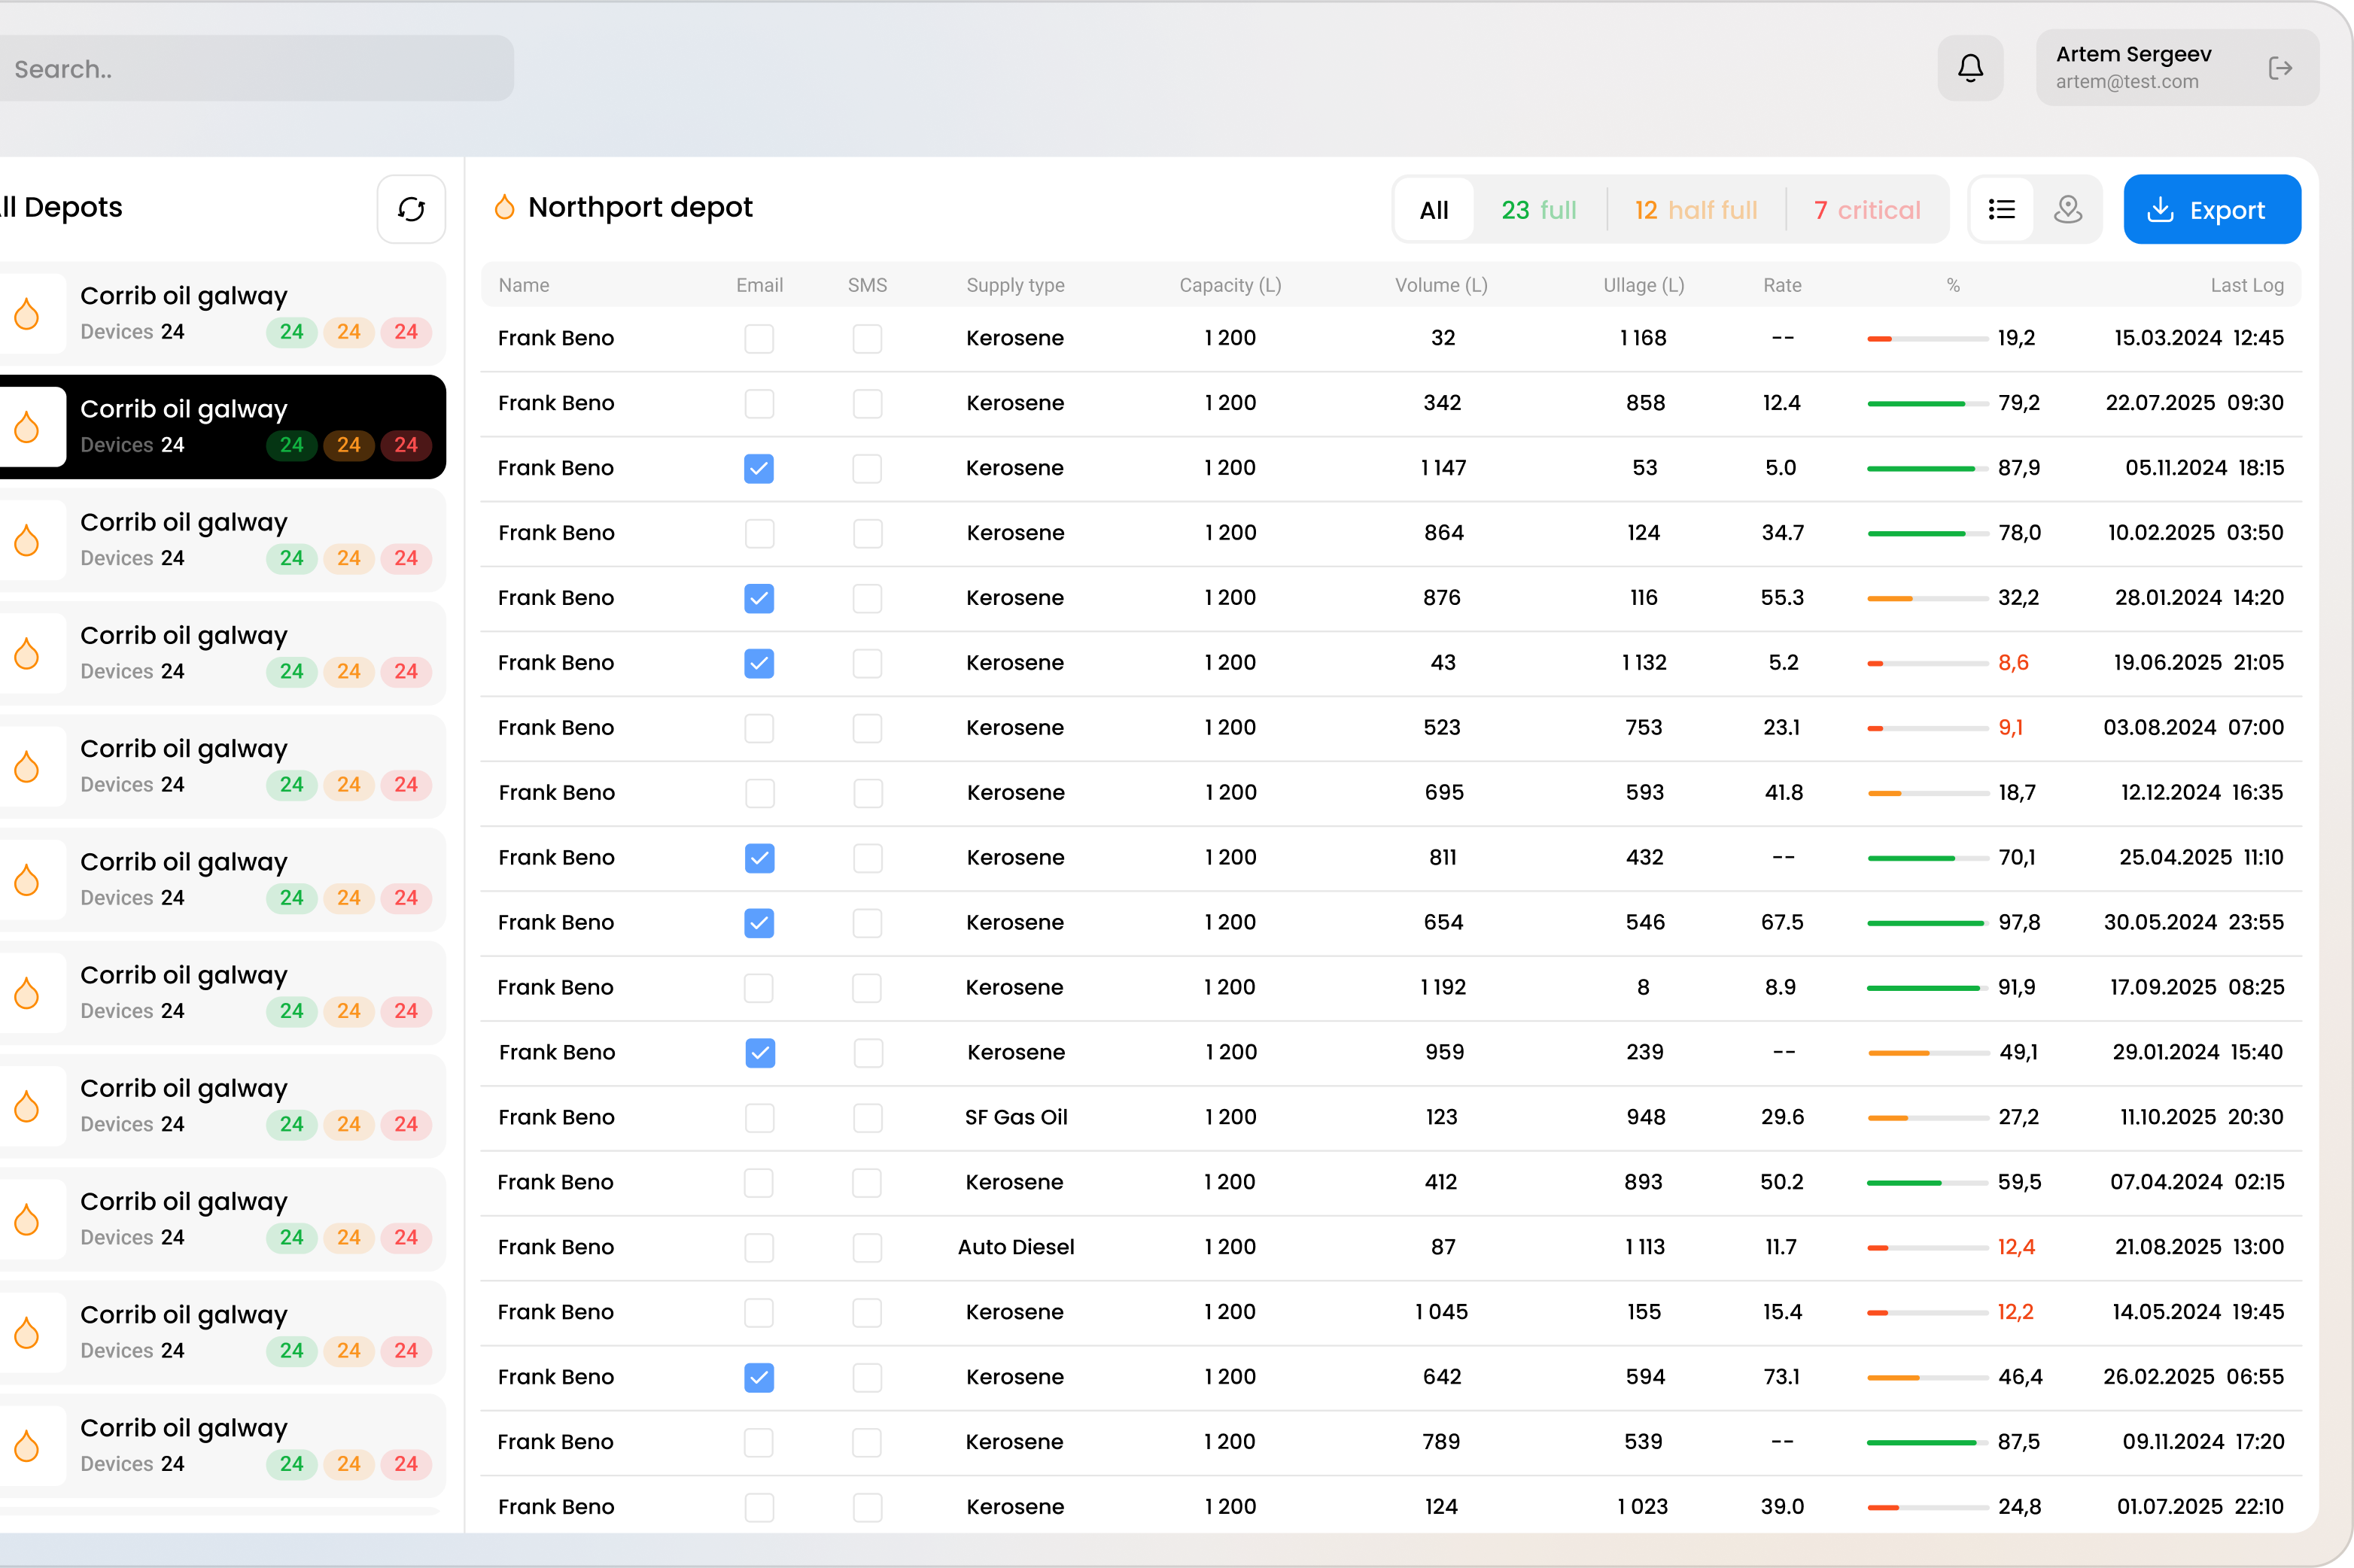 Search..
Artem Sergeev
artem@test.com
ll Depots
Corrib oil galway
Devices 24 24 24 24
Corrib oil galway
Devices 24 24 24 24
Corrib oil galway
Devices 24 24 24 24
Corrib oil galway
Devices 24 24 24 24
Corrib oil galway
Devices 24 24 24 24
Corrib oil galway
Devices 24 24 24 24
Corrib oil galway
Devices 24 24 24 24
Corrib oil galway
Devices 24 24 24 24
Corrib oil galway
Devices 24 24 24 24
Corrib oil galway
Devices 24 24 24 24
Corrib oil galway
Devices 24 24 24 24
Northport depot
All 23 full 12 half full 7 critical
Export
Name Email SMS Supply type Capacity (L) Volume (L) Ullage (L) Rate % Last Log
Frank Beno Kerosene 1 200 32 1 168 -- 19,2 15.03.2024 12:45
Frank Beno Kerosene 1 200 342 858 12.4 79,2 22.07.2025 09:30
Frank Beno Kerosene 1 200 1 147 53 5.0 87,9 05.11.2024 18:15
Frank Beno Kerosene 1 200 864 124 34.7 78,0 10.02.2025 03:50
Frank Beno Kerosene 1 200 876 116 55.3 32,2 28.01.2024 14:20
Frank Beno Kerosene 1 200 43 1 132 5.2 8,6 19.06.2025 21:05
Frank Beno Kerosene 1 200 523 753 23.1 9,1 03.08.2024 07:00
Frank Beno Kerosene 1 200 695 593 41.8 18,7 12.12.2024 16:35
Frank Beno Kerosene 1 200 811 432 -- 70,1 25.04.2025 11:10
Frank Beno Kerosene 1 200 654 546 67.5 97,8 30.05.2024 23:55
Frank Beno Kerosene 1 200 1 192 8 8.9 91,9 17.09.2025 08:25
Frank Beno Kerosene 1 200 959 239 -- 49,1 29.01.2024 15:40
Frank Beno SF Gas Oil 1 200 123 948 29.6 27,2 11.10.2025 20:30
Frank Beno Kerosene 1 200 412 893 50.2 59,5 07.04.2024 02:15
Frank Beno Auto Diesel 1 200 87 1 113 11.7 12,4 21.08.2025 13:00
Frank Beno Kerosene 1 200 1 045 155 15.4 12,2 14.05.2024 19:45
Frank Beno Kerosene 1 200 642 594 73.1 46,4 26.02.2025 06:55
Frank Beno Kerosene 1 200 789 539 -- 87,5 09.11.2024 17:20
Frank Beno Kerosene 1 200 124 1 023 39.0 24,8 01.07.2025 22:10